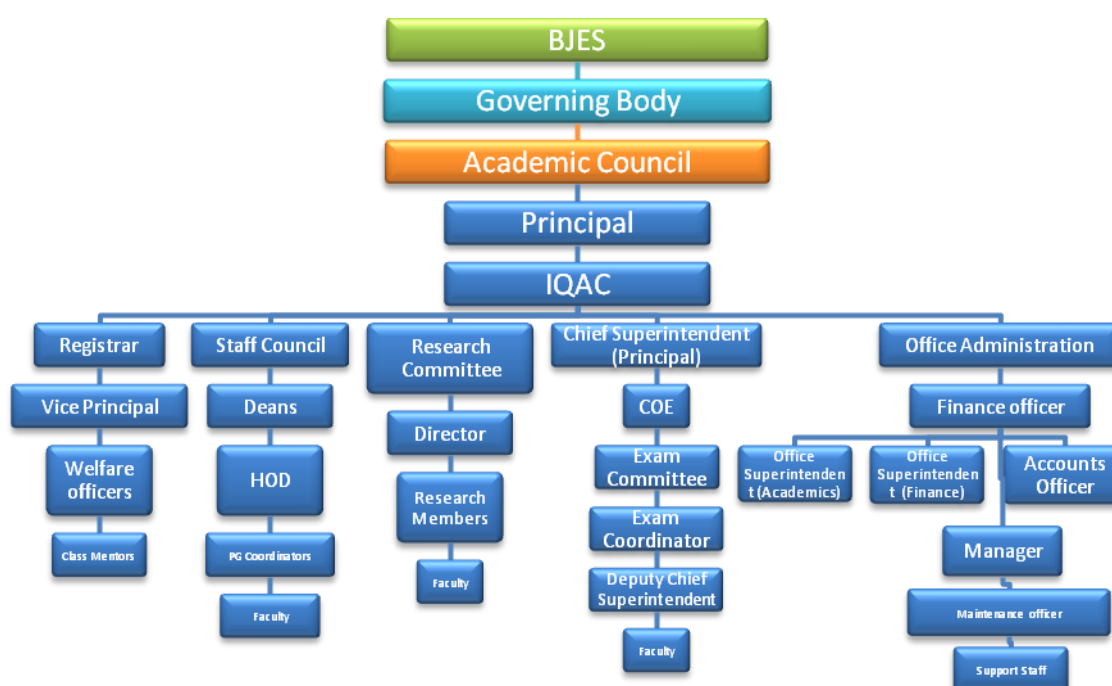 BJES
Governing Body
Academic Council
Principal
IQAC
Registrar
Vice Principal
Welfare
officers
Class Mentors
Staff Council
Deans
HOD
PG Coordinators
Faculty
Research
Committee
Director
Research
Members
Faculty
Chief Superintendent
(Principal)
COE
Exam
Committee
Exam
Coordinator
Deputy Chief
Superintendent
Faculty
Office Administration
Finance officer
Office
Superintenden
t (Academics)
Office
Superintenden
t (Finance)
Accounts
Officer
Manager
Maintenance officer
Support Staff